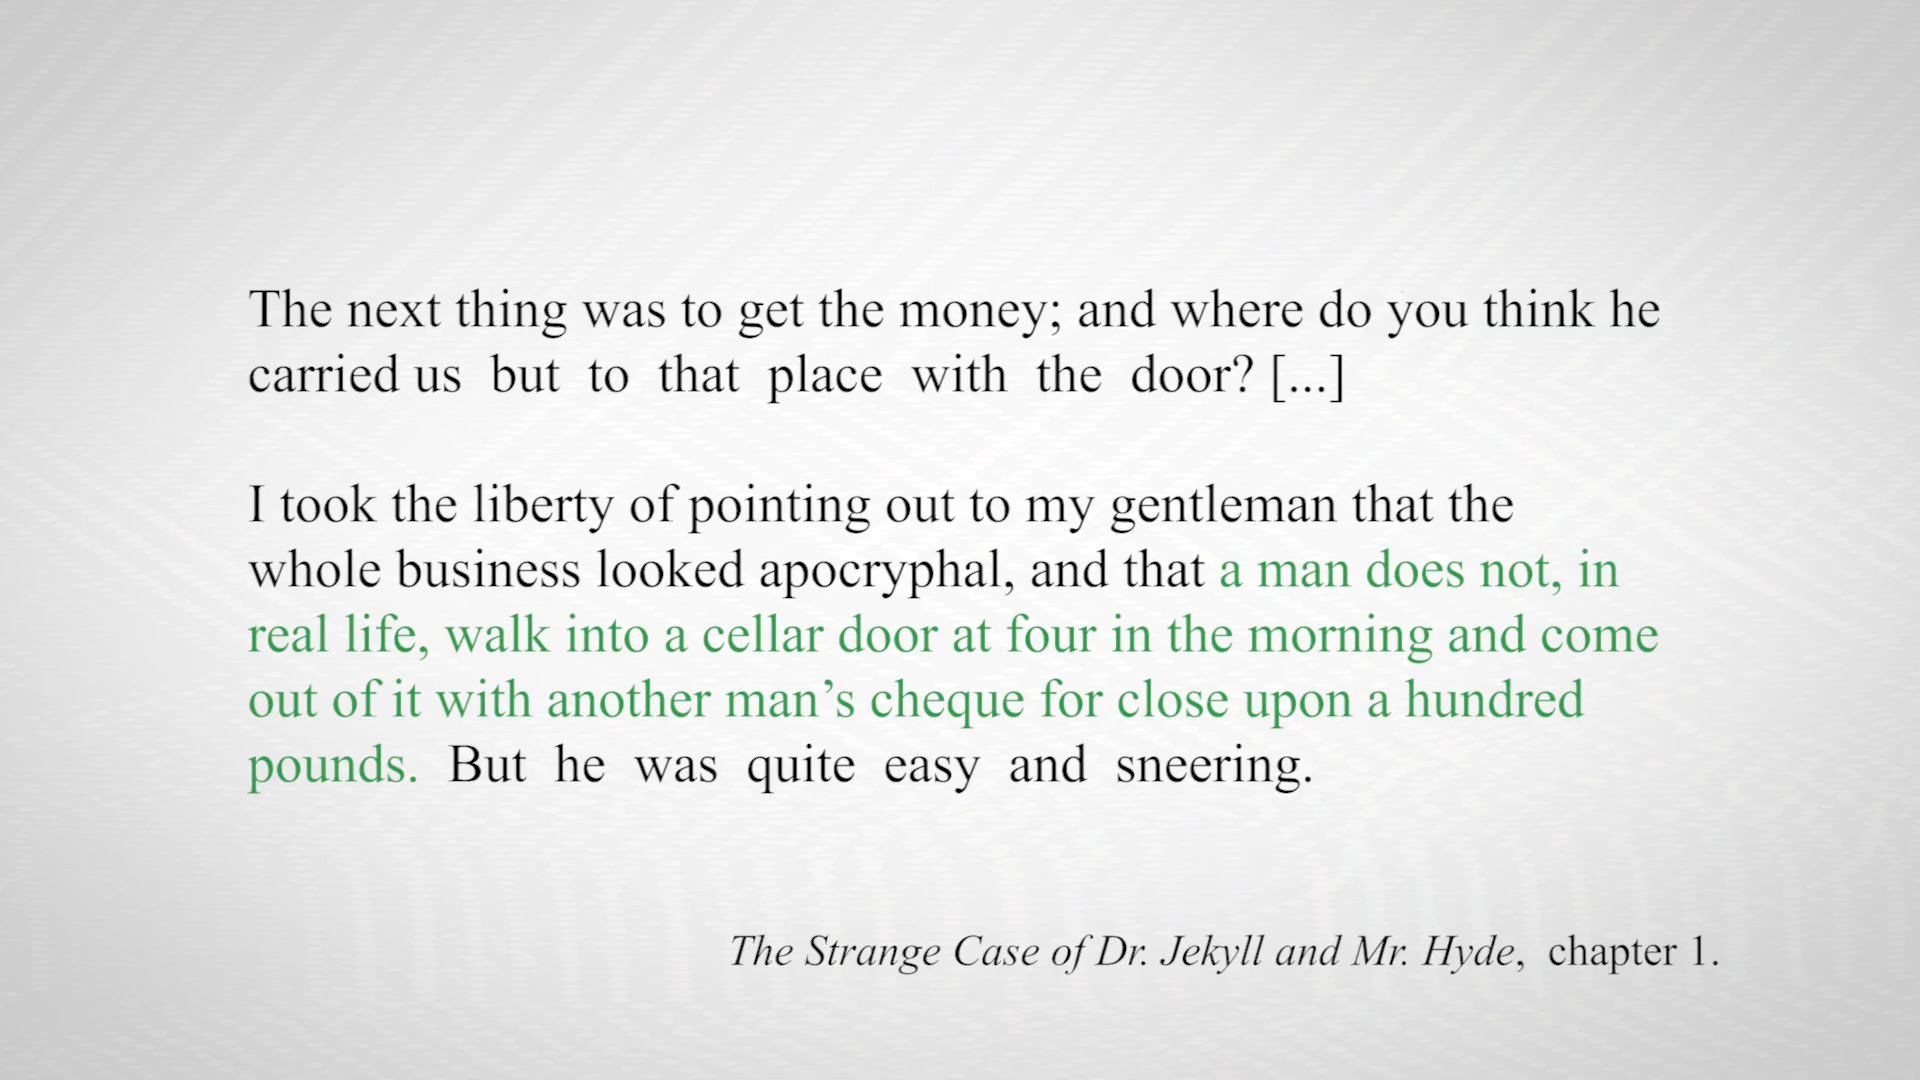 The next thing was to get the money; and where do you think he
carried us but to that place with the door? [...]
I took the liberty of pointing out to my gentleman that the
whole business looked apocryphal, and that a man does not, in
real life, walk into a cellar door at four in the morning and come
out of it with another man’s cheque for close upon a hundred
pounds. But he was quite easy and sneering.
The Strange Case of Dr. Jekyll and Mr. Hyde, chapter 1.